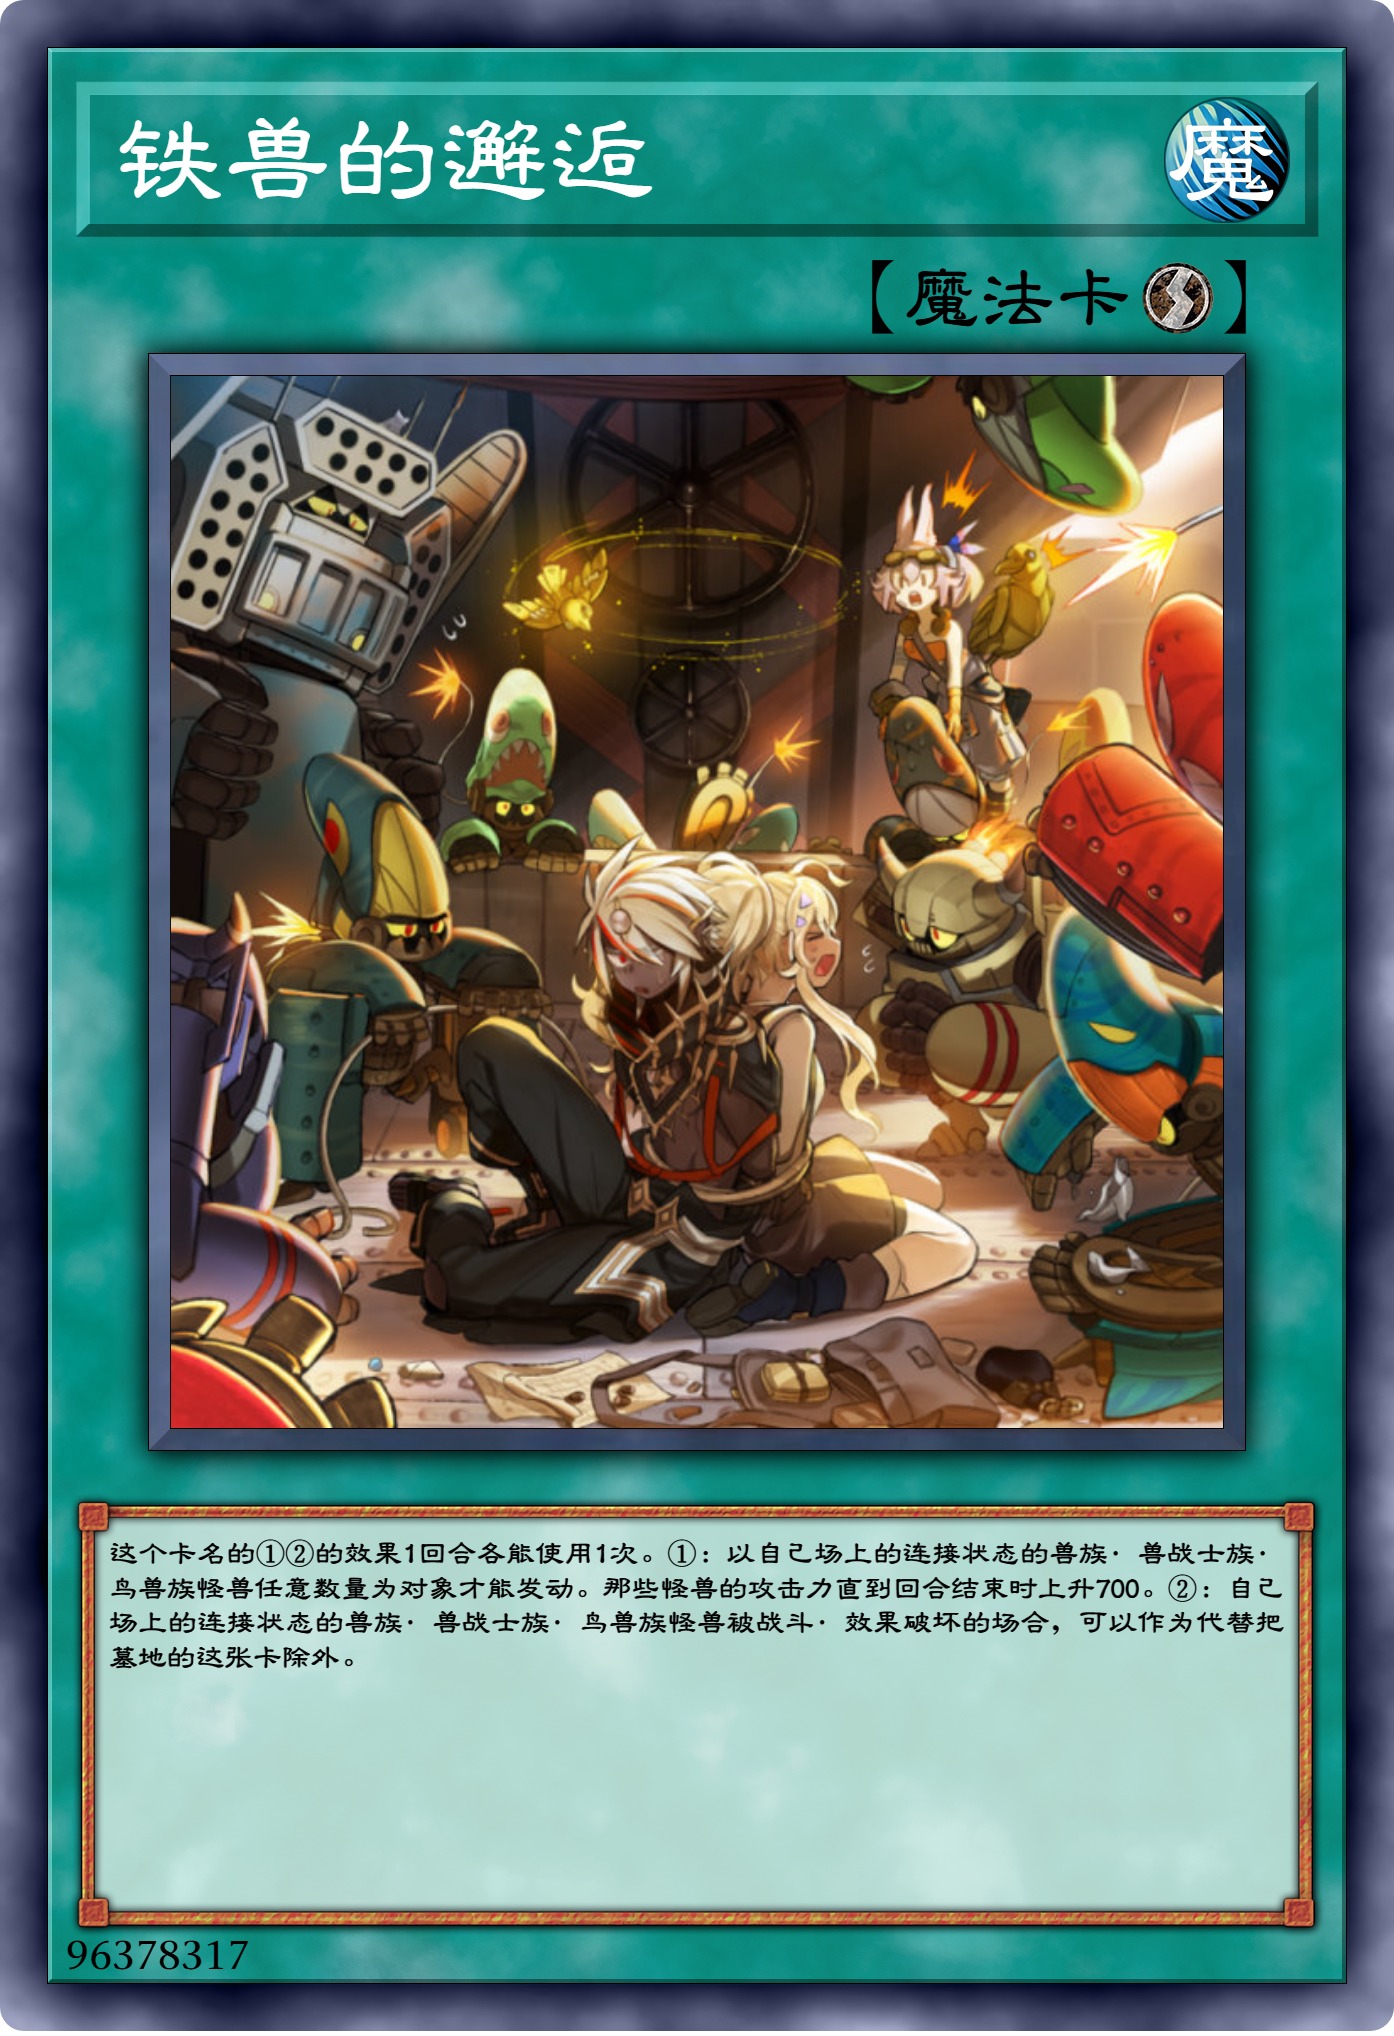 铁兽的邂逅
魔
【魔法卡】
这个卡名的①②的效果1回合各能使用1次。①：以自己场上的连接状态的兽族·兽战士族·
鸟兽族怪兽任意数量为对象才能发动。那些怪兽的攻击力直到回合结束时上升700。②：自己
场上的连接状态的兽族·兽战士族·鸟兽族怪兽被战斗·效果破坏的场合，可以作为代替把
墓地的这张卡除外。
96378317